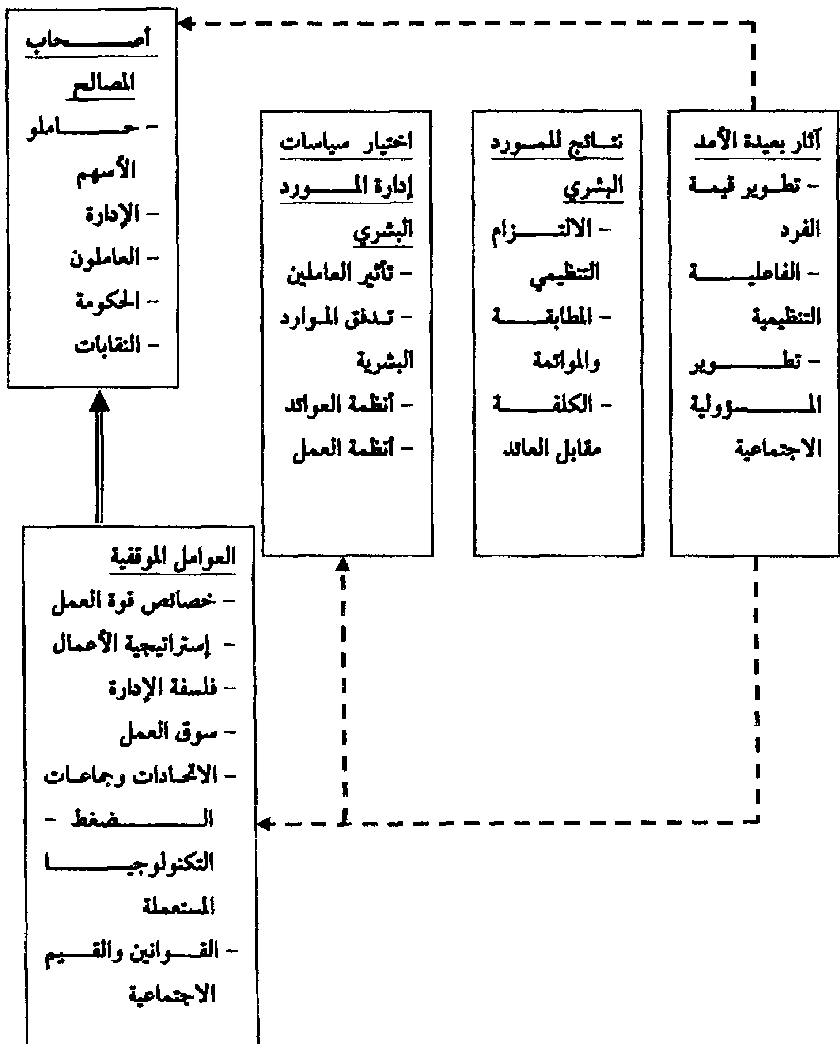 أصحاب
المصالح
- حاملو
الأسهم
- الإدارة
- العاملون
- الحكومة
- النقابات
اختيار سياسات
إدارة المورد
البشري
- تأثير العاملين
- تدفق الموارد
البشرية
- أنظمة العوائد
- أنظمة العمل
نتائج للمورد
البشري
- الالتزام
التنظيمي
- المطابقة
والموائمة
- الكلفة
مقابل العائد
آثار بعيدة الأمد
- تطوير قيمة
الفرد
- الفاعلية
التنظيمية
- تطوير
المسؤولية
الاجتماعية
العوامل الموقفية
- خصائص قوة العمل
- إستراتيجية الأعمال
- فلسفة الإدارة
- سوق العمل
- الاتحادات وجماعات
الضغط -
التكنولوجيا
المستعملة
- القوانين والقيم
الاجتماعية